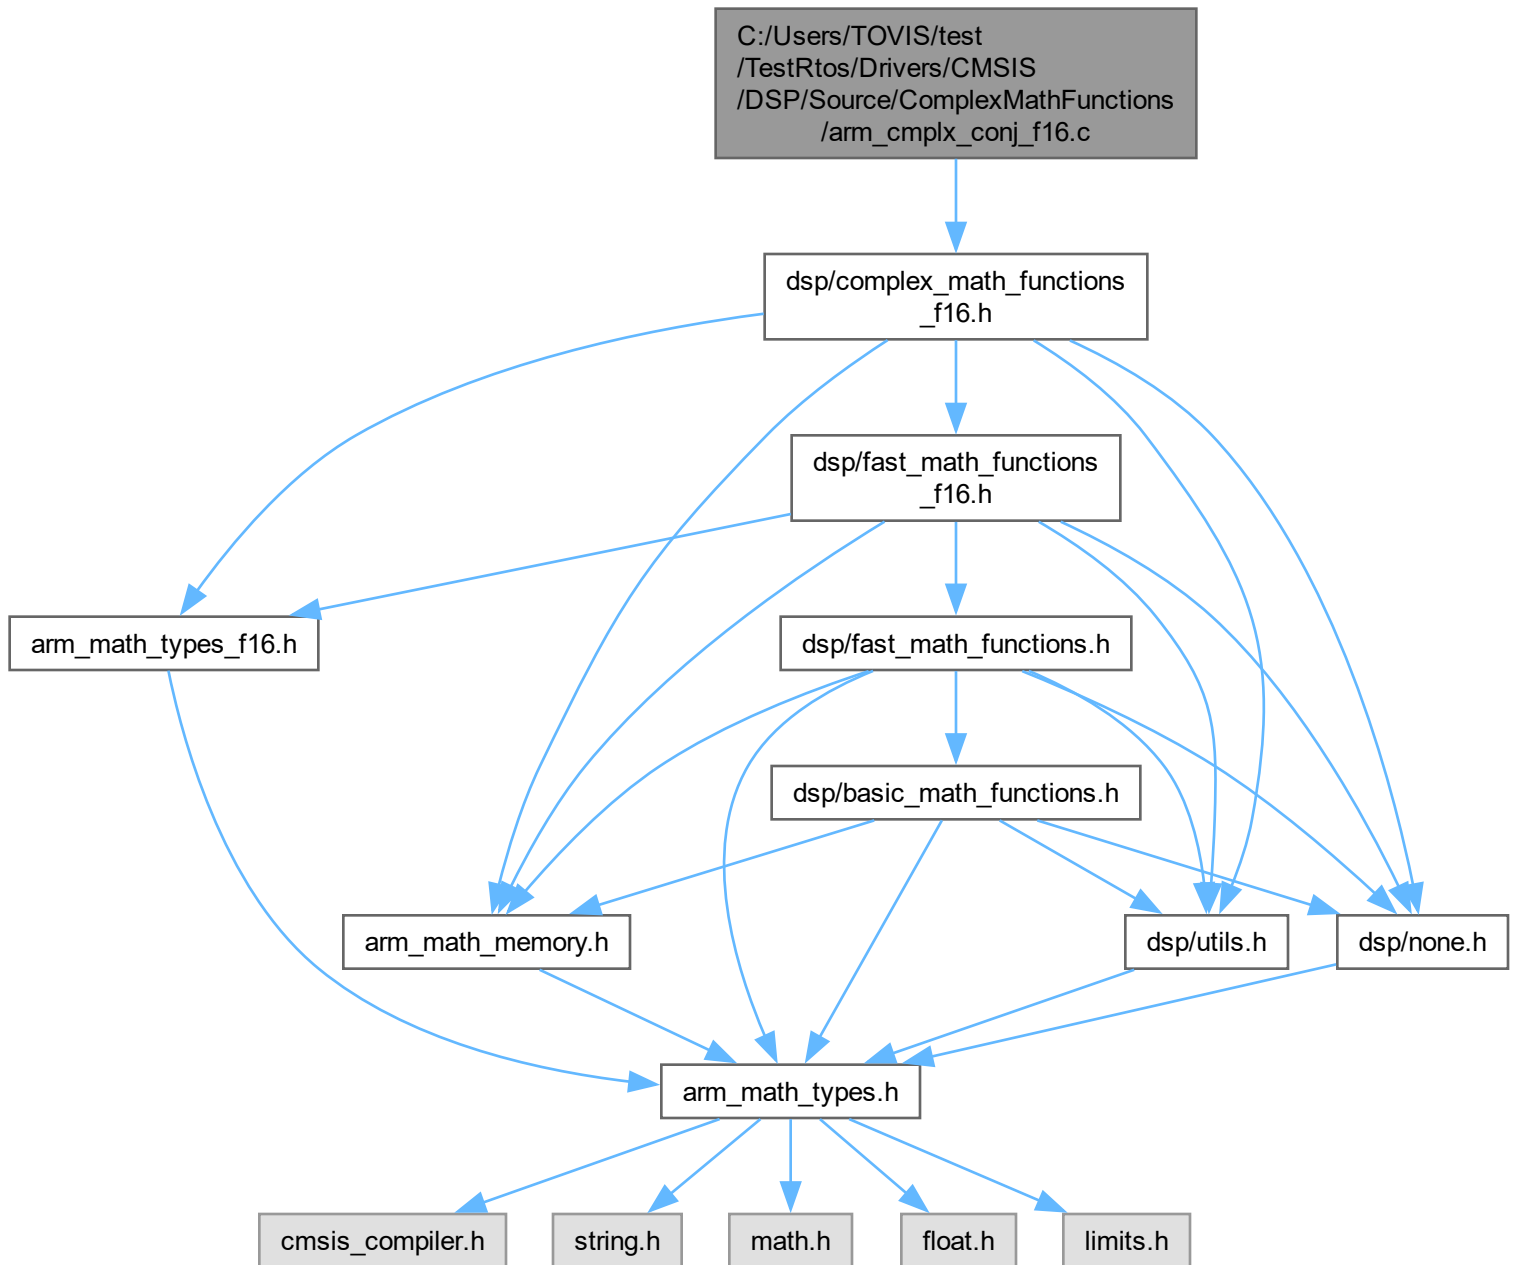 C:/Users/TOVIS/test
/TestRtos/Drivers/CMSIS
/DSP/Source/ComplexMathFunctions
/arm_cmplx_conj_f16.c
dsp/complex_math_functions
_f16.h
dsp/fast_math_functions
_f16.h
arm_math_types_f16.h
dsp/fast_math_functions.h
dsp/basic_math_functions.h
arm_math_memory.h
dsp/utils.h
dsp/none.h
arm_math_types.h
cmsis_compiler.h
string.h
math.h
float.h
limits.h